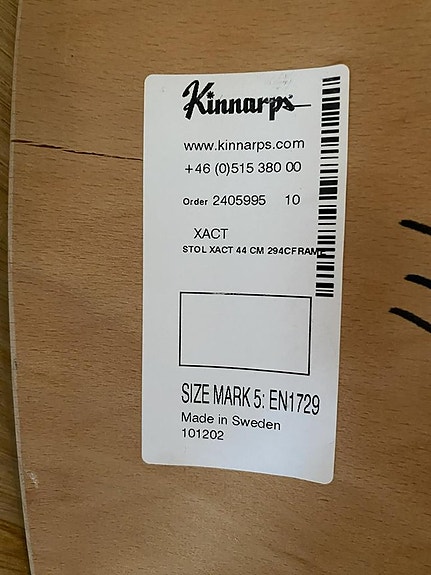 Kinnarps
www.kinnarps.com
+46 (0)515 380 00
Order 2405995 10
XACT
STOL XACT 44 CM 294CFRAME
SIZE MARK 5: EN1729
Made in Sweden
101202